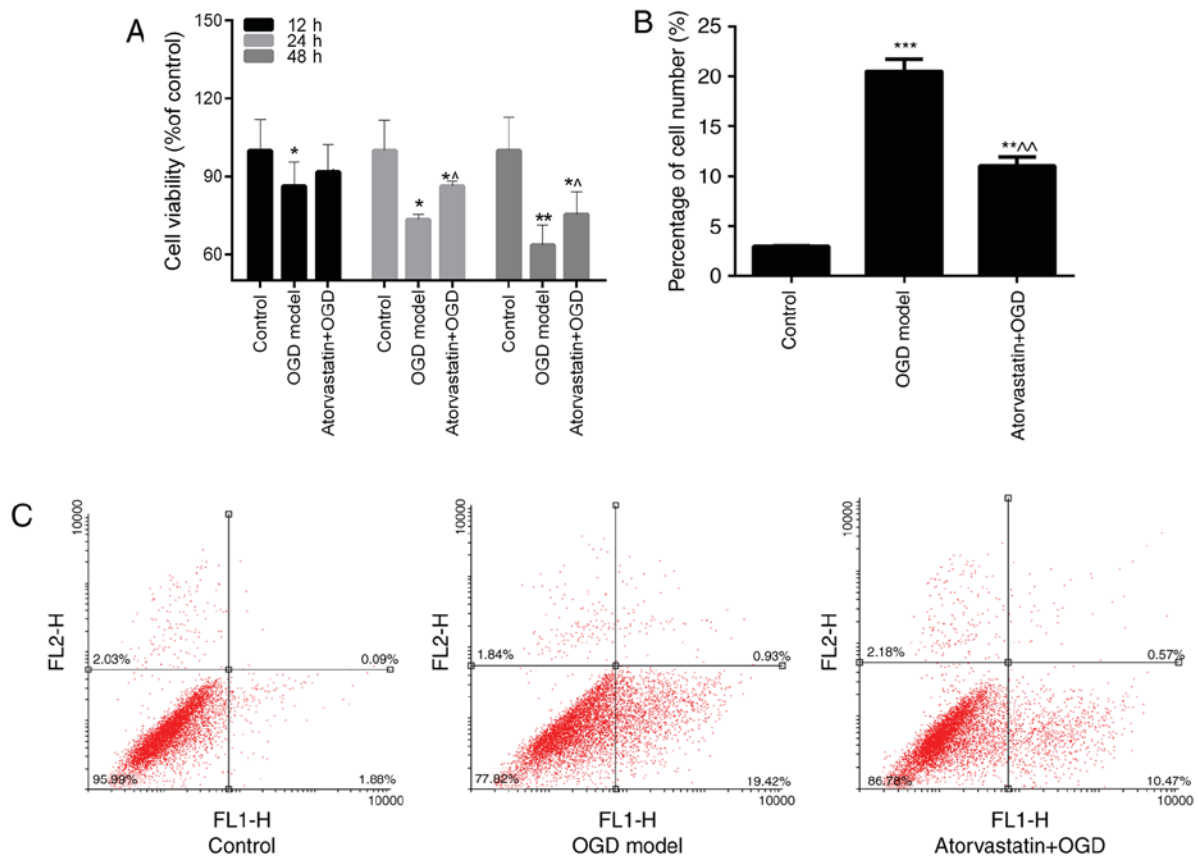 A
Cell viability (%of control)
150
120
90
60
12 h
24 h
48 h
*
*
*^
**
*^
Control
OGD model
Atorvastatin+OGD
Control
OGD model
Atorvastatin+OGD
Control
OGD model
Atorvastatin+OGD
B
Percentage of cell number (%)
25
20
15
10
5
0
***
**^^
Control
OGD model
Atorvastatin+OGD
C
10000
FL2-H
2.03%
0.09%
95.99%
1.88%
10000
FL1-H
Control
10000
FL2-H
1.84%
0.93%
77.82%
19.42%
10000
FL1-H
OGD model
10000
FL2-H
2.18%
0.57%
86.78%
10.47%
10000
FL1-H
Atorvastatin+OGD